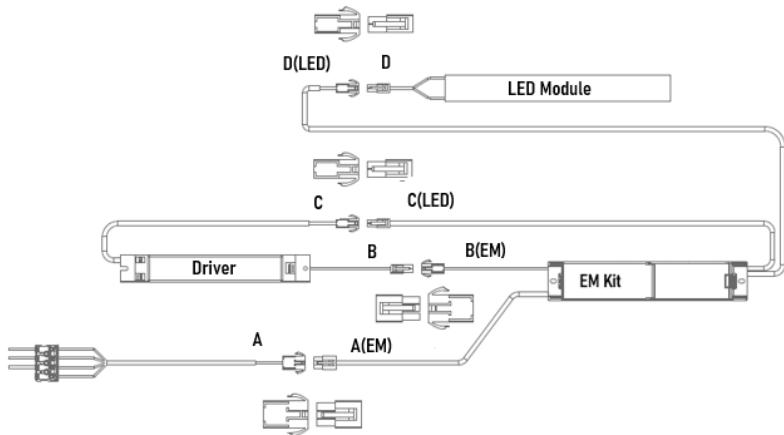 D(LED) D
LED Module
C C(LED)
B B(EM)
Driver
EM Kit
A A(EM)